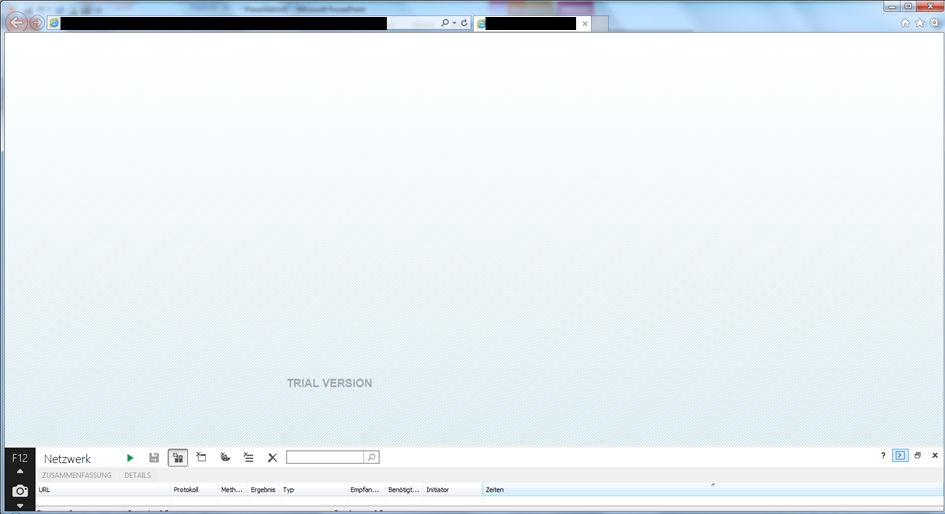 TRIAL VERSION
F12 Netzwerk
ZUSAMMENFASSUNG DETAILS
URL Protokoll Meth... Ergebnis Typ Empfan... Benötigt... Initiator Zeiten